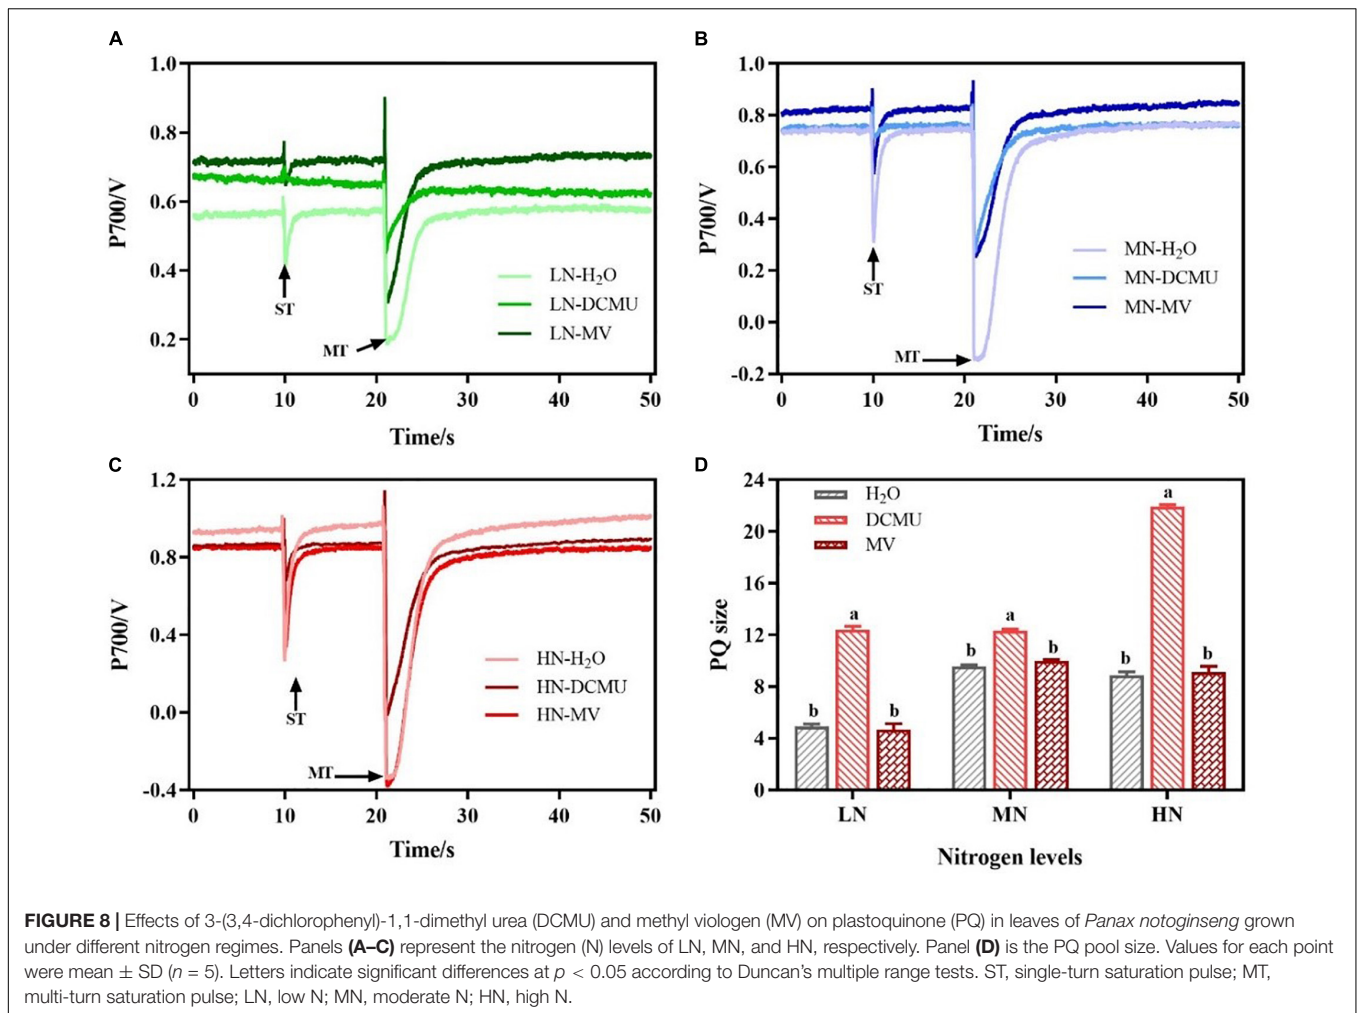 A
1.0
0.8
0.6
0.4
0.2
P700/V
ST
MT
LN-H₂O
LN-DCMU
LN-MV
0 10 20 30 40 50
Time/s
B
1.0
0.8
0.6
0.4
0.2
0.0
-0.2
P700/V
ST
MT
MN-H₂O
MN-DCMU
MN-MV
0 10 20 30 40 50
Time/s
C
1.2
0.8
0.4
0.0
-0.4
P700/V
ST
MT
HN-H₂O
HN-DCMU
HN-MV
0 10 20 30 40 50
Time/s
D
24
20
16
12
8
4
0
PQ size
H₂O
DCMU
MV
b a b b a b b a b
LN MN HN
Nitrogen levels
FIGURE 8 | Effects of 3-(3,4-dichlorophenyl)-1,1-dimethyl urea (DCMU) and methyl viologen (MV) on plastoquinone (PQ) in leaves of Panax notoginseng grown
under different nitrogen regimes. Panels (A–C) represent the nitrogen (N) levels of LN, MN, and HN, respectively. Panel (D) is the PQ pool size. Values for each point
were mean ± SD (n = 5). Letters indicate significant differences at p < 0.05 according to Duncan's multiple range tests. ST, single-turn saturation pulse; MT,
multi-turn saturation pulse; LN, low N; MN, moderate N; HN, high N.